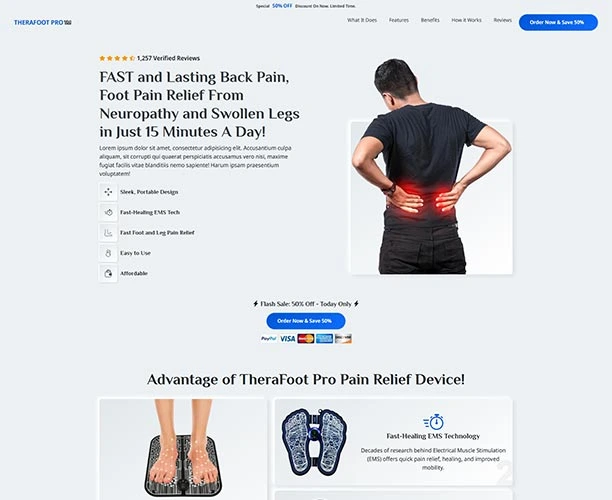 Special 50% OFF Discount On Now. Limited Time.
THERAFOOT PRO
What It Does Features Benefits How it Works Reviews Order Now & Save 50%
1,257 Verified Reviews
FAST and Lasting Back Pain,
Foot Pain Relief From
Neuropathy and Swollen Legs
in Just 15 Minutes A Day!
Lorem ipsum dolor sit amet, consectetur adipisicing elit. Accusantium culpa
aliquam, sit corrupti qui quaerat perspiciatis accusamus vero nisi, maxime
fugiat facilis vitae blanditiis nemo sapiente! Harum ipsam praesentium
voluptatem!
Sleek, Portable Design
Fast-Healing EMS Tech
Fast Foot and Leg Pain Relief
Easy to Use
Affordable
Flash Sale: 50% Off - Today Only
Order Now & Save 50%
PayPal VISA MasterCard DISCOVER
Advantage of TheraFoot Pro Pain Relief Device!
Fast-Healing EMS Technology
Decades of research behind Electrical Muscle Stimulation
(EMS) offers quick pain relief, healing, and improved
mobility.
2